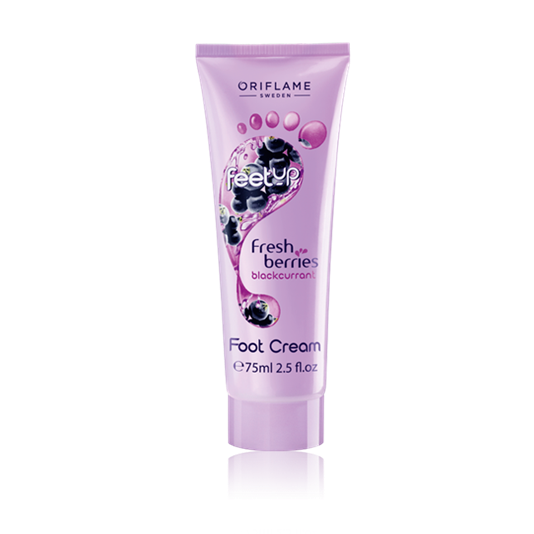 ORIFLAME
SWEDEN
feet up
Fresh
berries
blackcurrant
Foot Cream
℮75ml 2.5 fl.oz